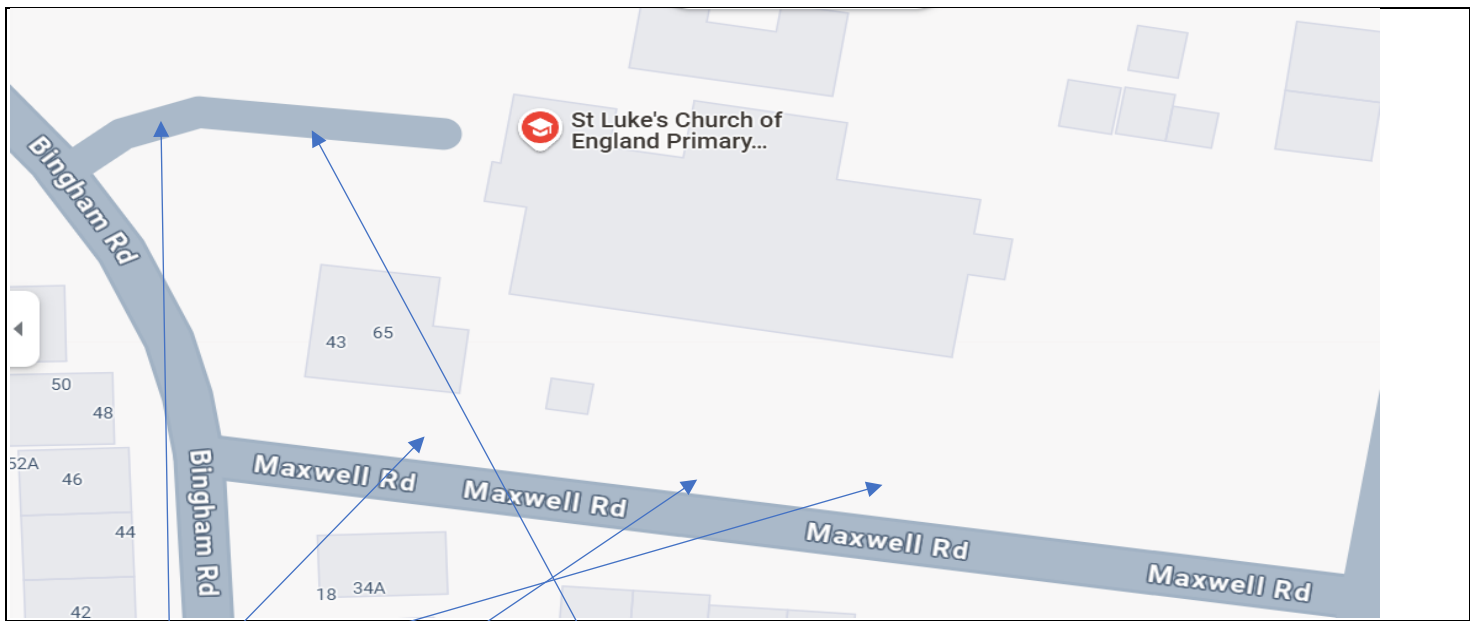 St Luke's Church of
England Primary...
Bingham Rd
43
65
50
48
52A
46
Bingham Rd
Maxwell Rd
Maxwell Rd
Maxwell Rd
Maxwell Rd
44
18
34A
42